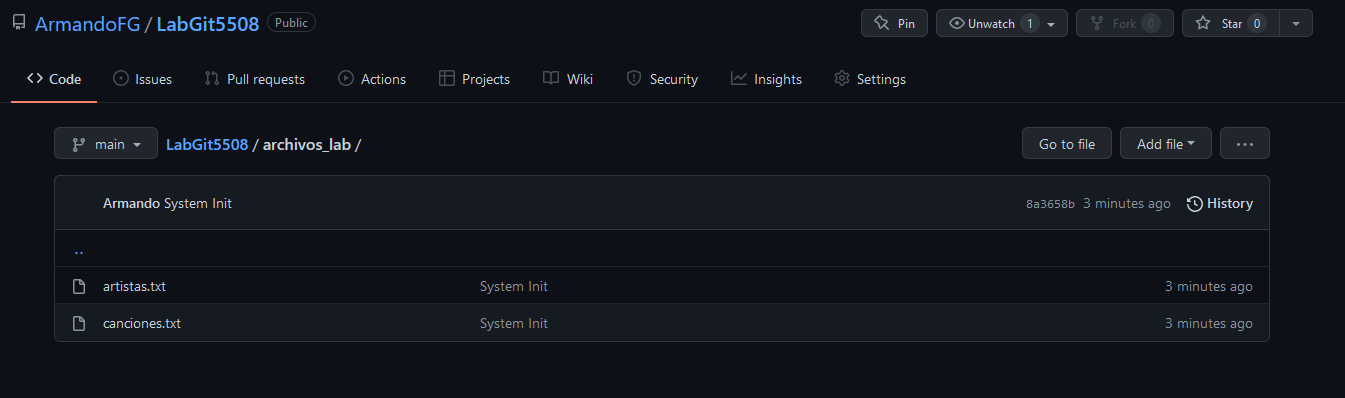 ArmandoFG / LabGit5508 Public Pin Unwatch 1 Fork 0 Star 0
Code Issues Pull requests Actions Projects Wiki Security Insights Settings
main LabGit5508 / archivos_lab / Go to file Add file ...
Armando System Init 8a3658b 3 minutes ago History
..
artistas.txt System Init 3 minutes ago
canciones.txt System Init 3 minutes ago